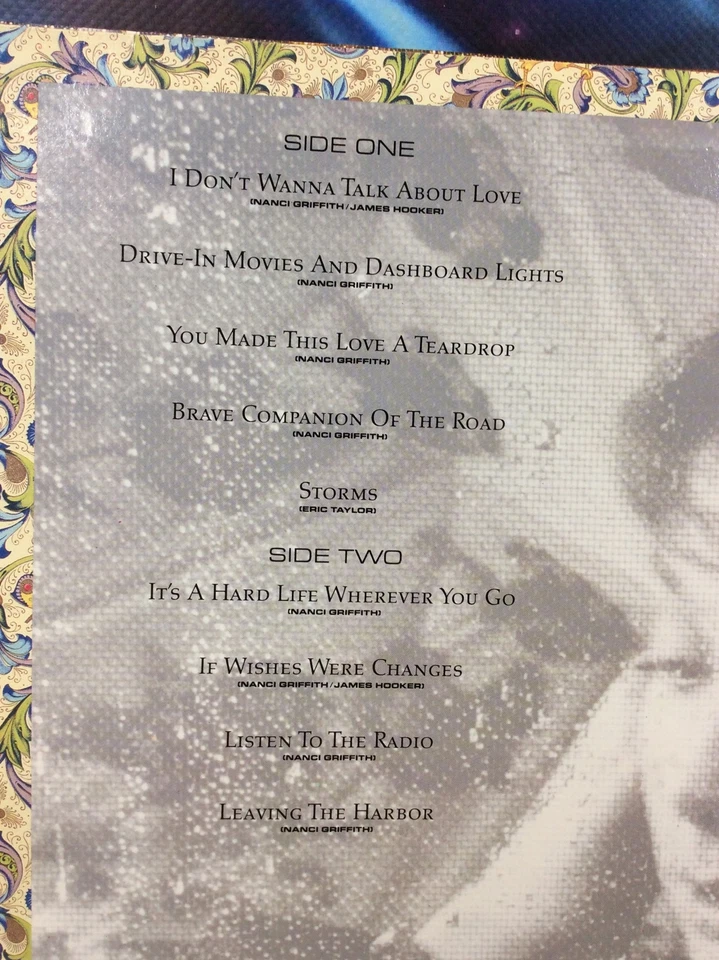 SIDE ONE
I Don't Wanna Talk About Love
(NANCI GRIFFITH/JAMES HOOKER)
Drive-In Movies And Dashboard Lights
(NANCI GRIFFITH)
You Made This Love A Teardrop
(NANCI GRIFFITH)
Brave Companion Of The Road
(NANCI GRIFFITH)
Storms
(ERIC TAYLOR)
SIDE TWO
It's A Hard Life Wherever You Go
(NANCI GRIFFITH)
If Wishes Were Changes
(NANCI GRIFFITH/JAMES HOOKER)
Listen To The Radio
(NANCI GRIFFITH)
Leaving The Harbor
(NANCI GRIFFITH)